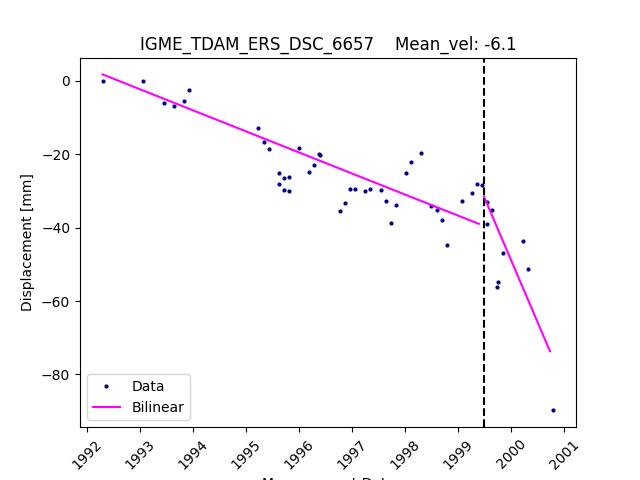 IGME_TDAM_ERS_DSC_6657    Mean_vel: -6.1
Displacement [mm]
0
−20
−40
−60
−80
Data
Bilinear
1992 1993 1994 1995 1996 1997 1998 1999 2000 2001